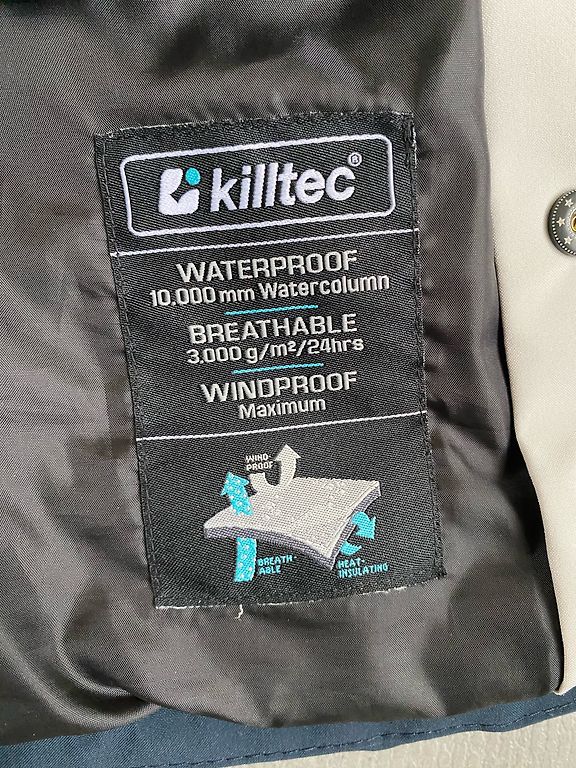 killtec®
WATERPROOF
10.000 mm Watercolumn
BREATHABLE
3.000 g/m²/24hrs
WINDPROOF
Maximum
WIND-
PROOF
BREATH-
ABLE
HEAT-
INSULATING